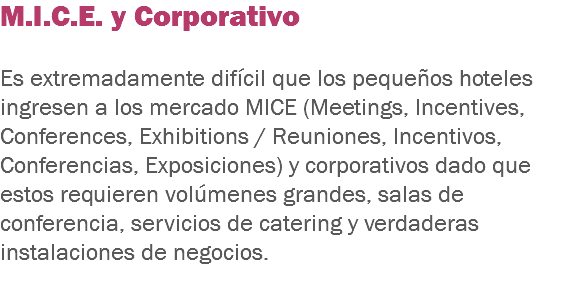 M.I.C.E. y Corporativo
Es extremadamente difícil que los pequeños hoteles
ingresen a los mercado MICE (Meetings, Incentives,
Conferences, Exhibitions / Reuniones, Incentivos,
Conferencias, Exposiciones) y corporativos dado que
estos requieren volúmenes grandes, salas de
conferencia, servicios de catering y verdaderas
instalaciones de negocios.